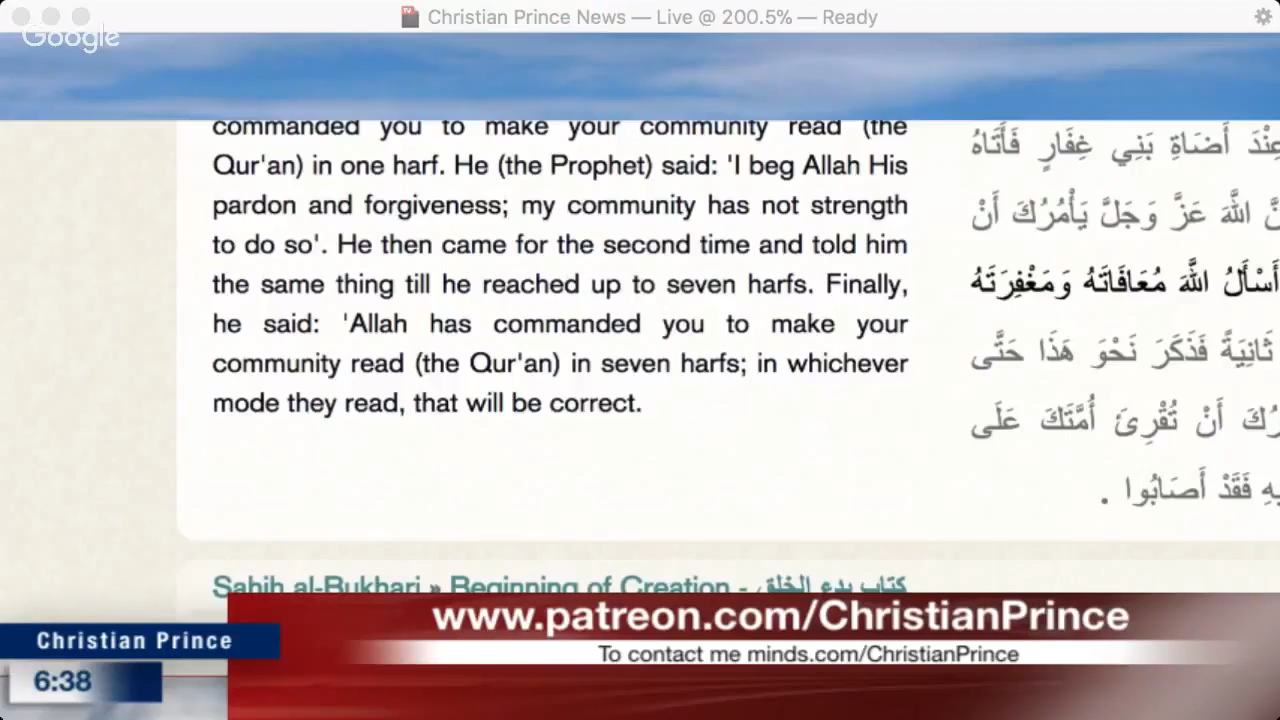 Christian Prince News — Live @ 200.5% — Ready
Google
commanded you to make your community read (the
Qur'an) in one harf. He (the Prophet) said: 'I beg Allah His
pardon and forgiveness; my community has not strength
to do so'. He then came for the second time and told him
the same thing till he reached up to seven harfs. Finally,
he said: 'Allah has commanded you to make your
community read (the Qur'an) in seven harfs; in whichever
mode they read, that will be correct.
عِنْدَ أَضَاةِ بَنِي غِفَارٍ فَأَتَاهُ
اللَّهَ عَزَّ وَجَلَّ يَأْمُرُكَ أَنْ
أَسْأَلُ اللَّهَ مُعَافَاتَهُ وَمَغْفِرَتَهُ
ثَانِيَةً فَذَكَرَ نَحْوَ هَذَا حَتَّى
أَنْ تُقْرِئَ أُمَّتَكَ عَلَى
فَقَدْ أَصَابُوا .
Sahih al-Bukhari » Beginning of Creation - كتاب بدء الخلق
www.patreon.com/ChristianPrince
Christian Prince
To contact me minds.com/ChristianPrince
6:38